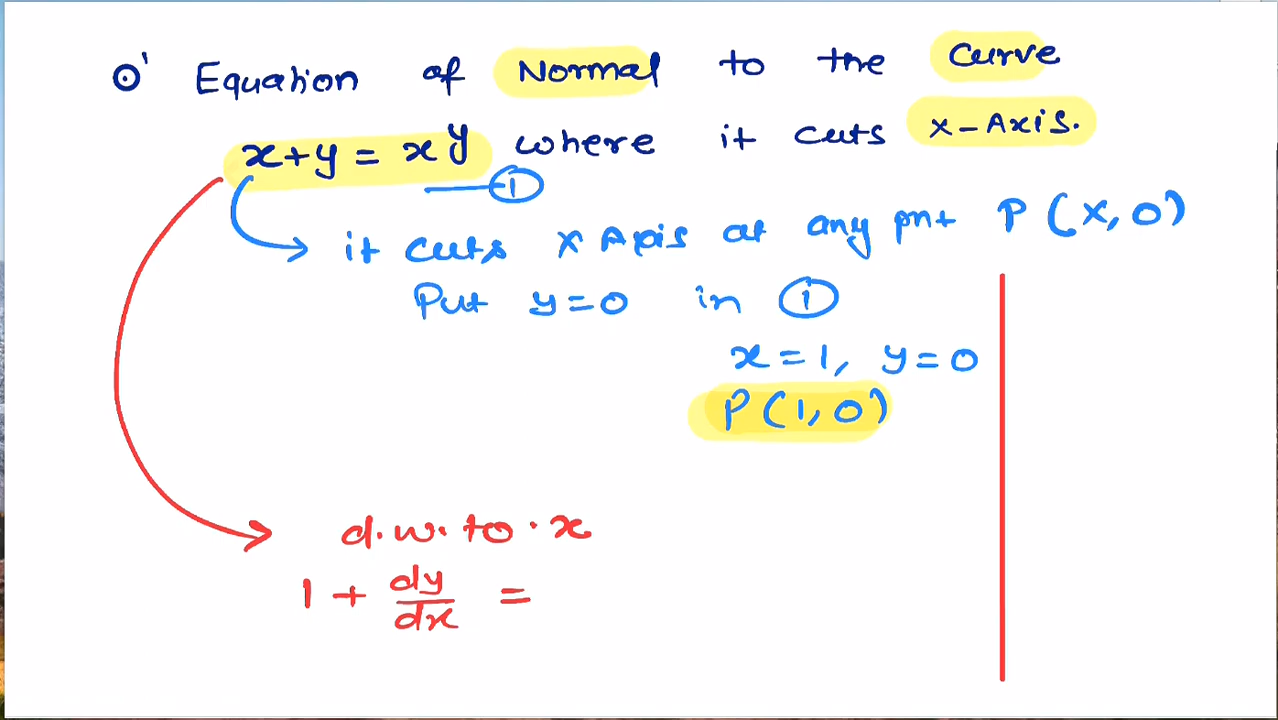 Q' Equation of Normal to the Curve
x+y = x^y where it cuts x-Axis.
①
it cuts X Axis at any pnt P (x, 0)
Put y=0 in ①
x=1, y=0
P (1, 0)
d.w.to.x
1 + dy/dx =